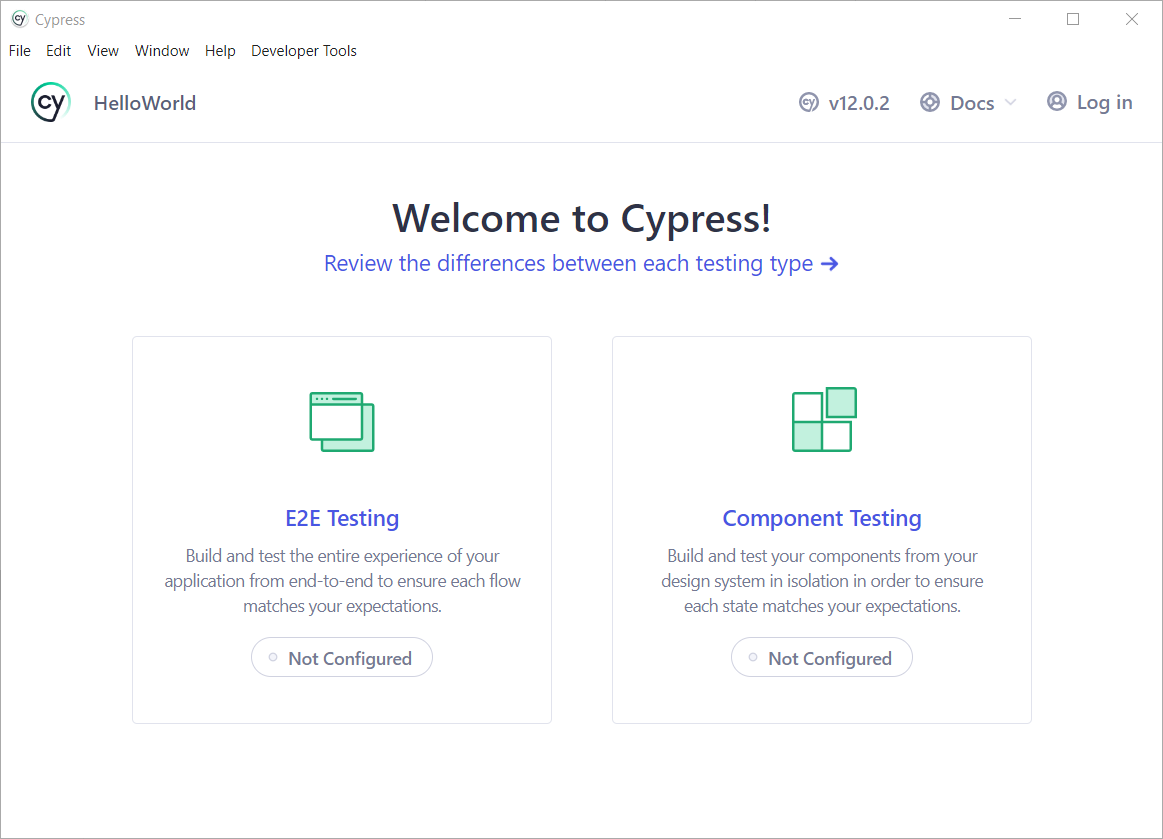 cy Cypress
File Edit View Window Help Developer Tools
cy HelloWorld cy v12.0.2 Docs Log in
Welcome to Cypress!
Review the differences between each testing type →
E2E Testing
Build and test the entire experience of your
application from end-to-end to ensure each flow
matches your expectations.
Not Configured
Component Testing
Build and test your components from your
design system in isolation in order to ensure
each state matches your expectations.
Not Configured